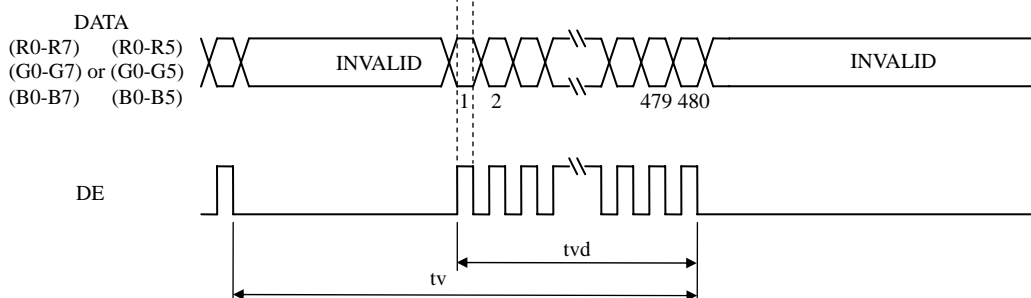 DATA
(R0-R7) (R0-R5)
(G0-G7) or (G0-G5)
(B0-B7) (B0-B5)
INVALID
INVALID
1 2 479 480
DE
tvd
tv